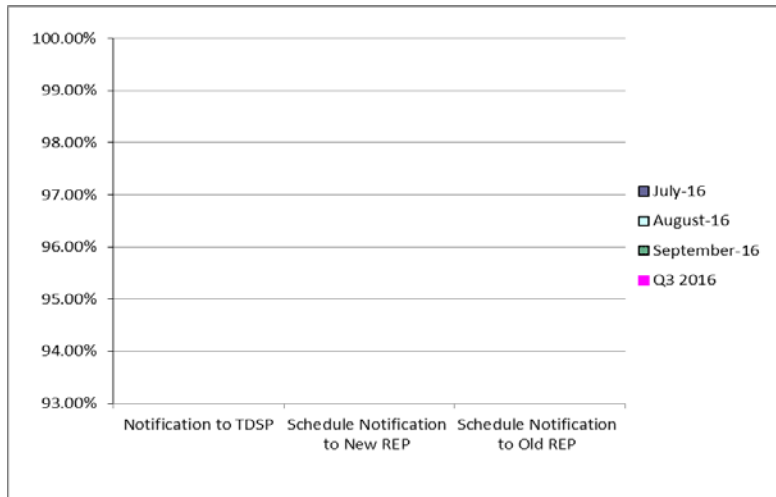 100.00%
99.00%
98.00%
97.00%
96.00%
95.00%
94.00%
93.00%
Notification to TDSP
Schedule Notification
to New REP
Schedule Notification
to Old REP
July-16
August-16
September-16
Q3 2016